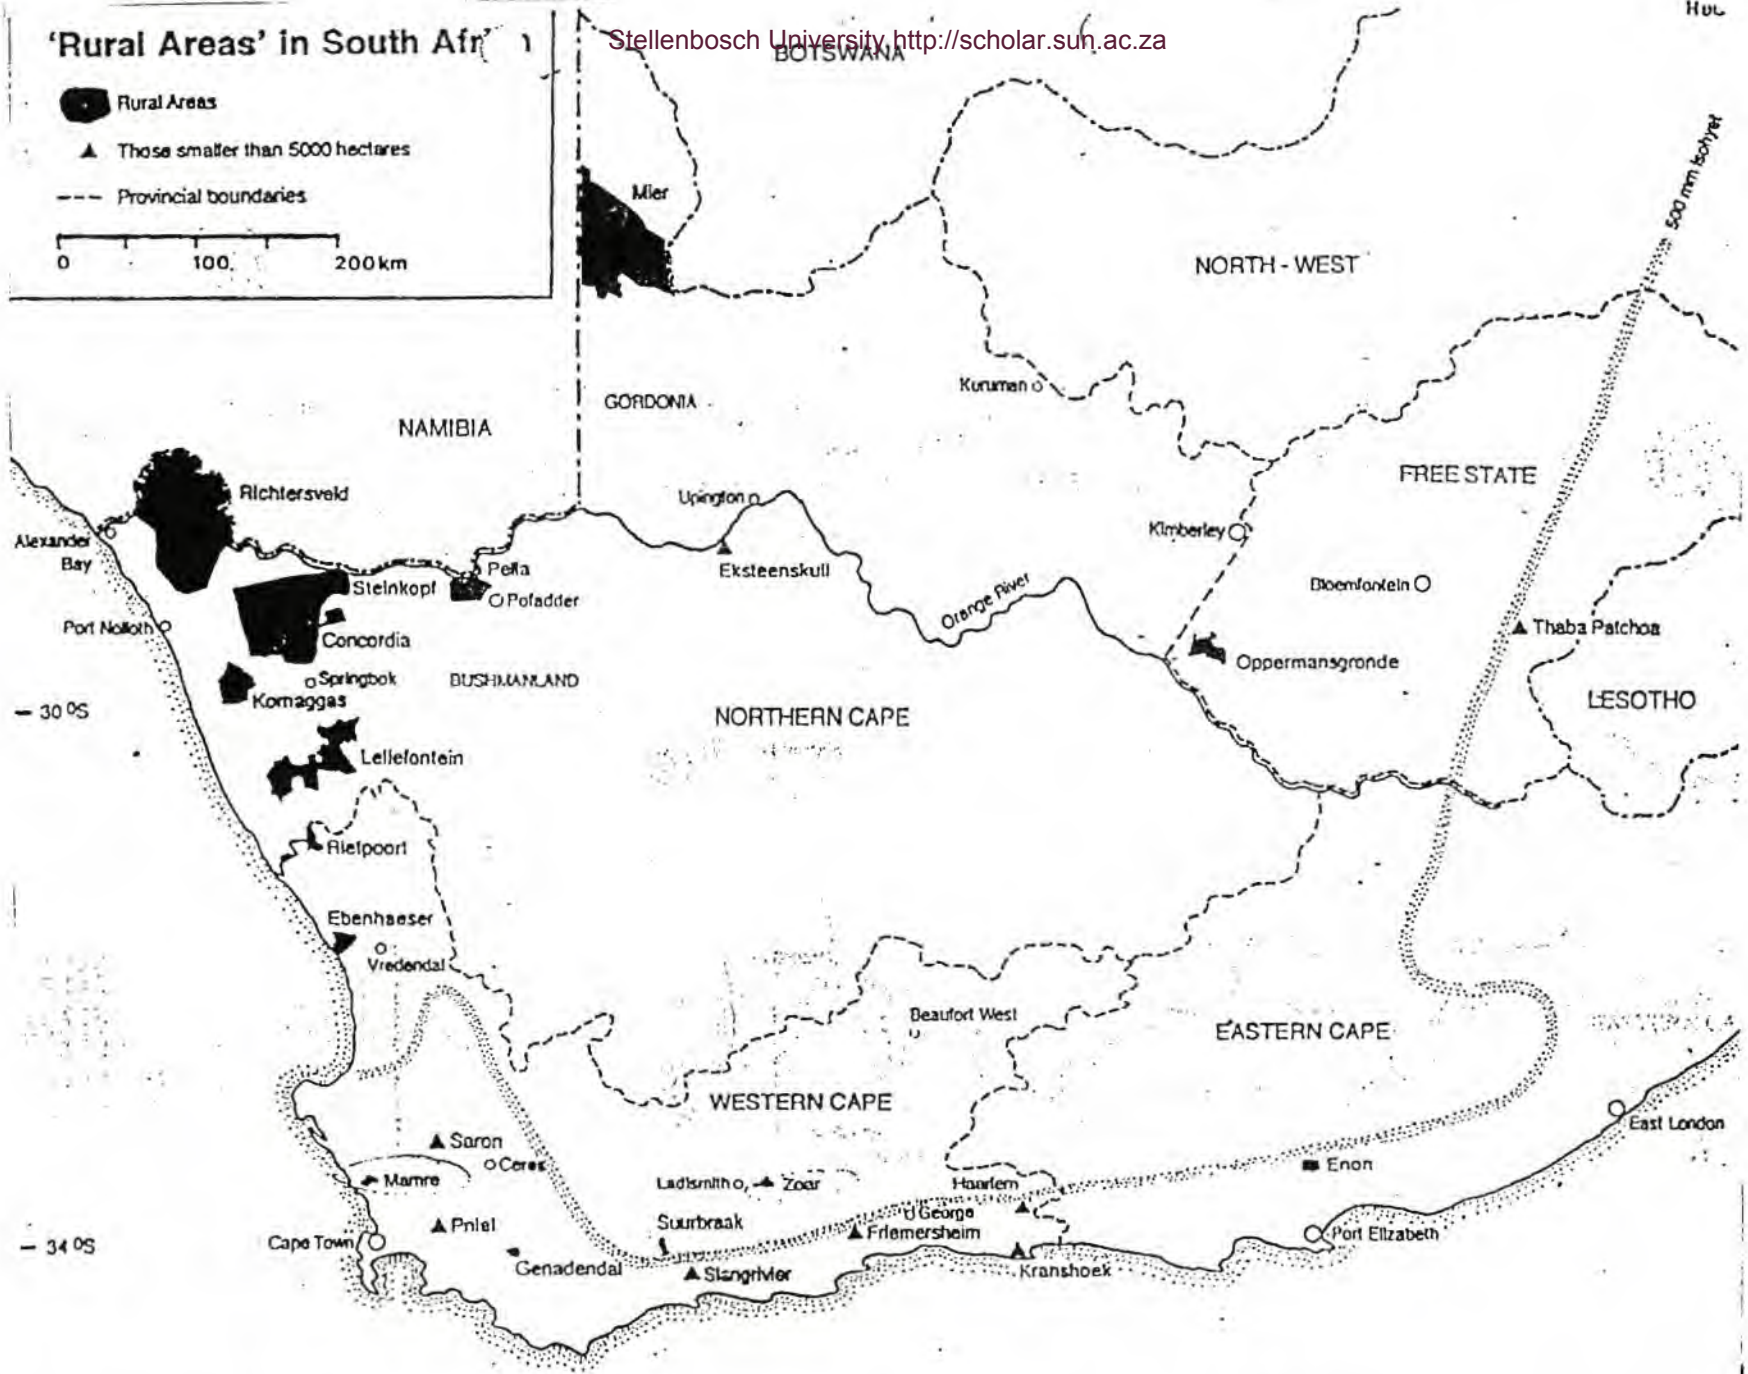 'Rural Areas' in South Afr
Stellenbosch University http://scholar.sun.ac.za
BOTSWANA
Rural Areas
Those smaller than 5000 hectares
Provincial boundaries
0 100 200 km
Mier
500 mm Isohyet
NORTH - WEST
Kuruman
GORDONIA
NAMIBIA
FREE STATE
Richtersveld
Upington
Kimberley
Alexander
Bay
Pella
Eksteenskuil
Steinkopf
Pofadder
Orange River
Bloemfontein
Port Nolloth
Concordia
Thaba Patchoa
Oppermansgronde
Springbok
BUSHMANLAND
Komaggas
LESOTHO
30 ºS
NORTHERN CAPE
Leliefontein
Rietpoort
Ebenhaeser
Vredendal
Beaufort West
EASTERN CAPE
WESTERN CAPE
East London
Saron
Ceres
Enon
Mamre
Ladismith
Zoar
Haarlem
George
Pniel
Suurbraak
Friemersheim
Port Elizabeth
Cape Town
34 ºS
Genadendal
Slangrivier
Kranshoek